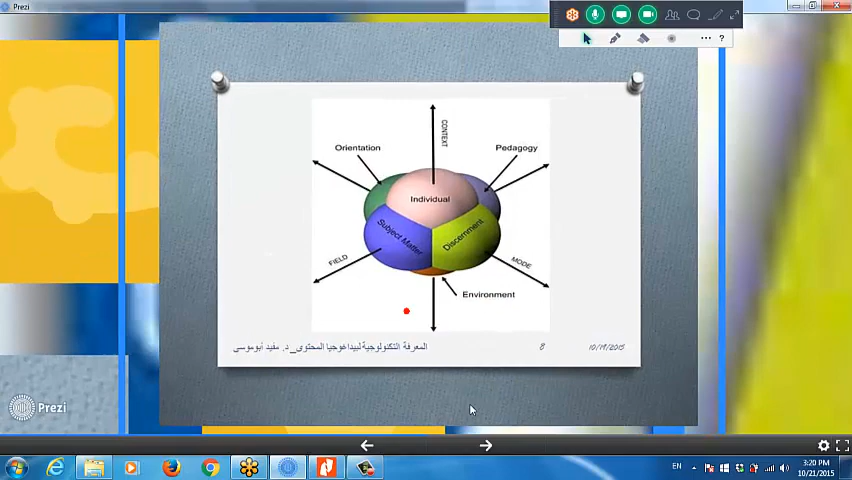 Prezi
?
CONTEXT
Orientation
Pedagogy
Individual
Subject Matter
Discernment
FIELD
MODE
Environment
المعرفة التكنولوجية لبيداغوجيا المحتوى_د. مفيد أبوموسى
8
10/19/2015
Prezi
EN
3:20 PM
10/21/2015